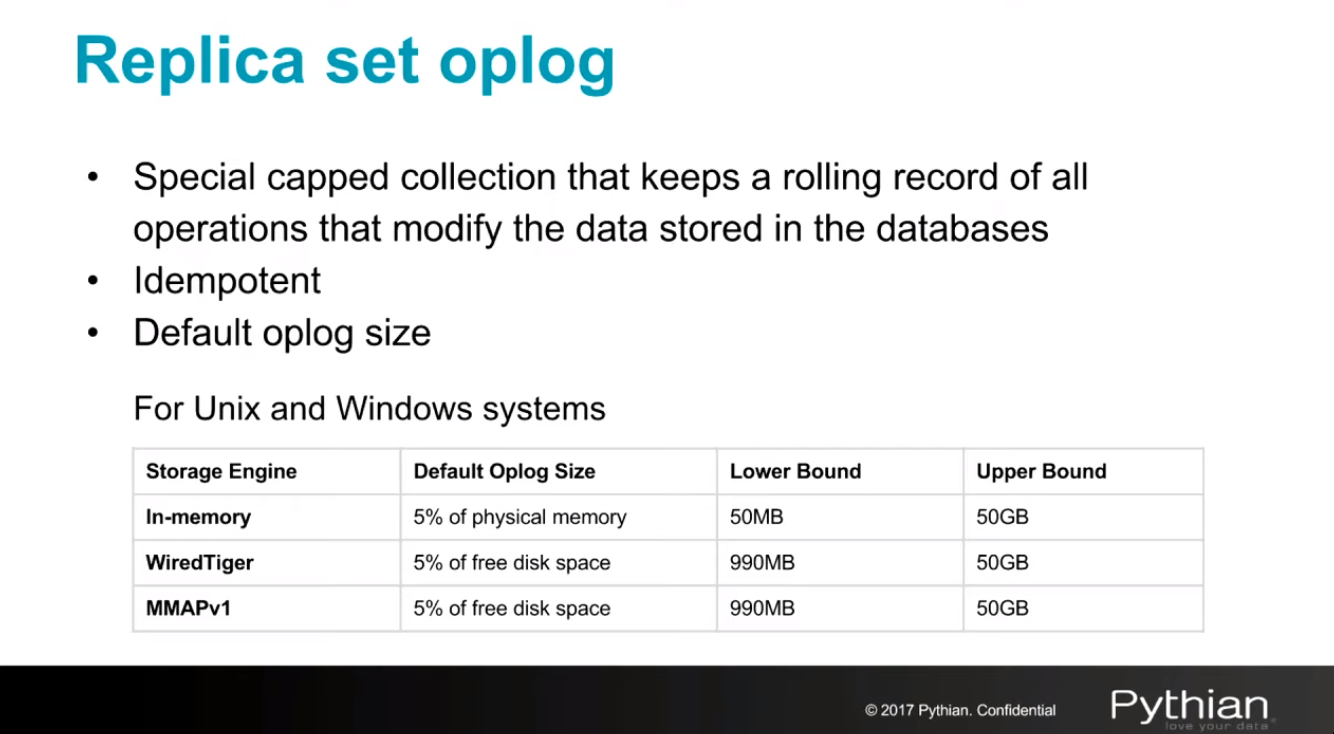 Replica set oplog
• Special capped collection that keeps a rolling record of all
operations that modify the data stored in the databases
• Idempotent
• Default oplog size
For Unix and Windows systems
Storage Engine Default Oplog Size Lower Bound Upper Bound
In-memory 5% of physical memory 50MB 50GB
WiredTiger 5% of free disk space 990MB 50GB
MMAPv1 5% of free disk space 990MB 50GB
© 2017 Pythian. Confidential
Pythian
love your data